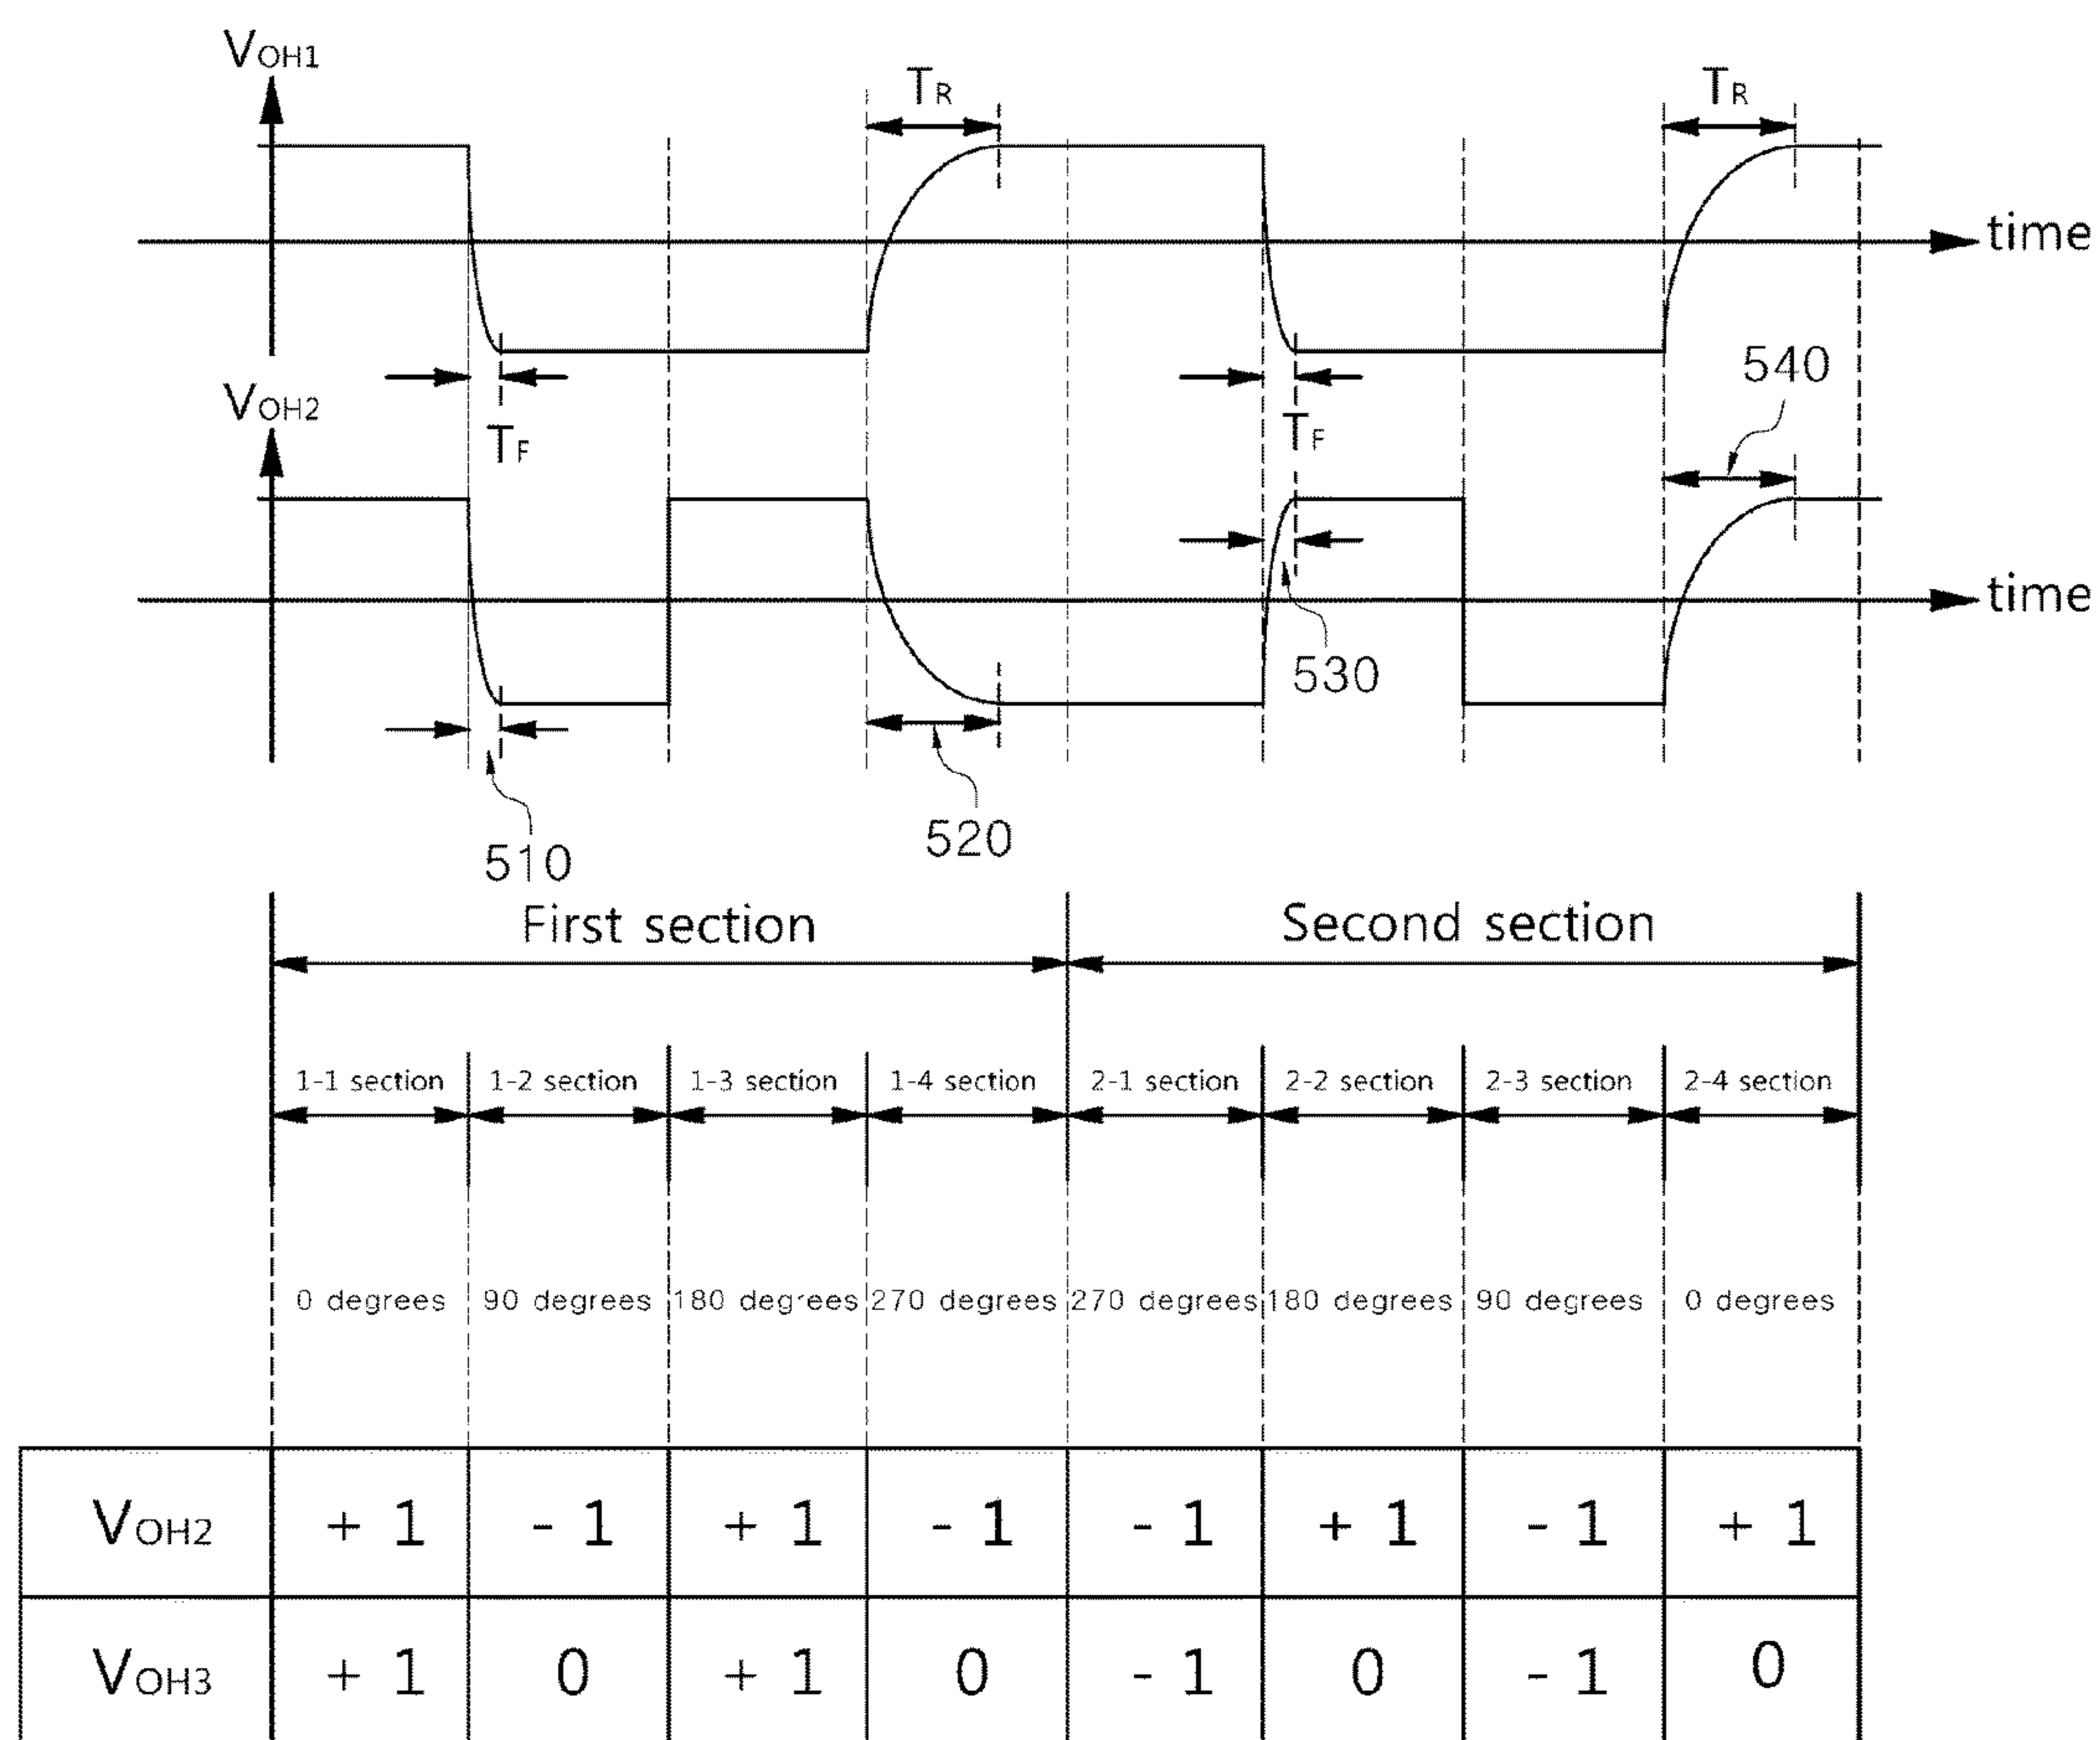 VOH1
TR
TR
time
540
VOH2
TF
TF
time
530
520
510
First section
Second section
1-1 section
1-2 section
1-3 section
1-4 section
2-1 section
2-2 section
2-3 section
2-4 section
0 degrees
90 degrees
180 degrees
270 degrees
270 degrees
180 degrees
90 degrees
0 degrees
VOH2 + 1 - 1 + 1 - 1 - 1 + 1 - 1 + 1
VOH3 + 1 0 + 1 0 - 1 0 - 1 0